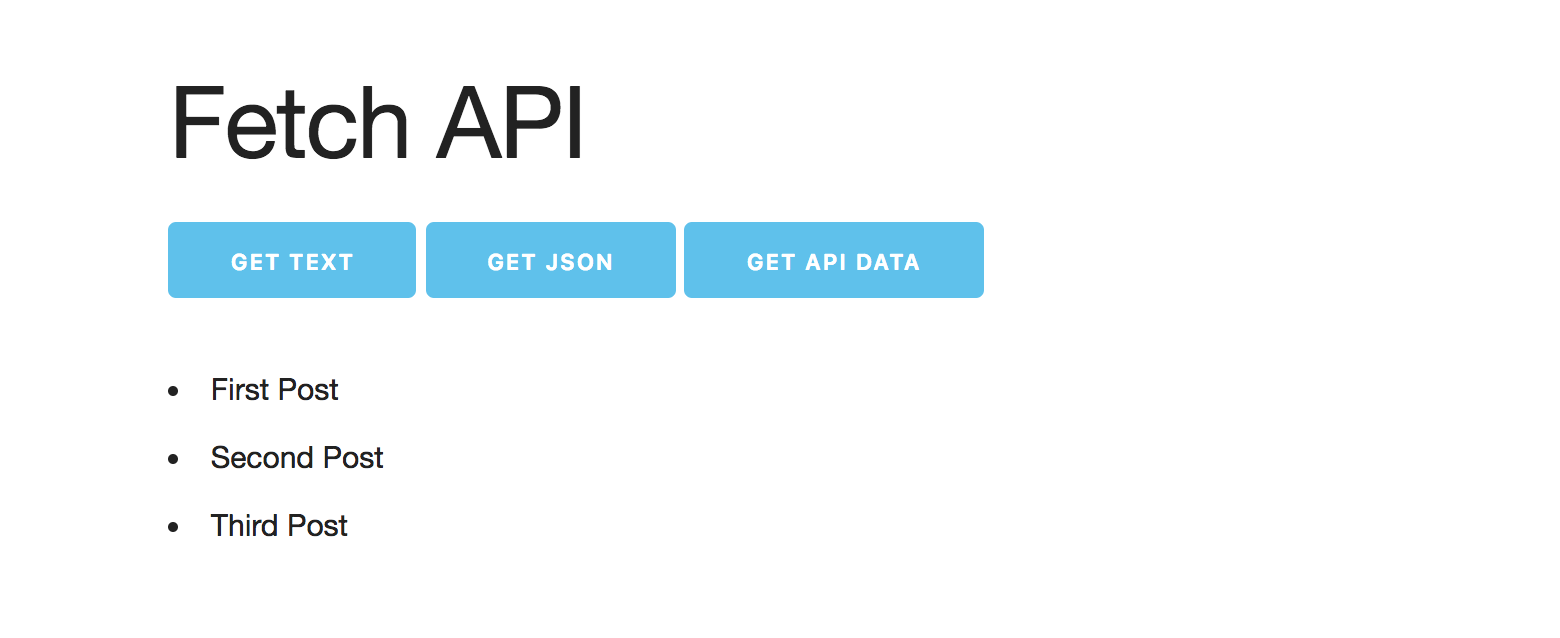 Fetch API
GET TEXT GET JSON GET API DATA
First Post
Second Post
Third Post